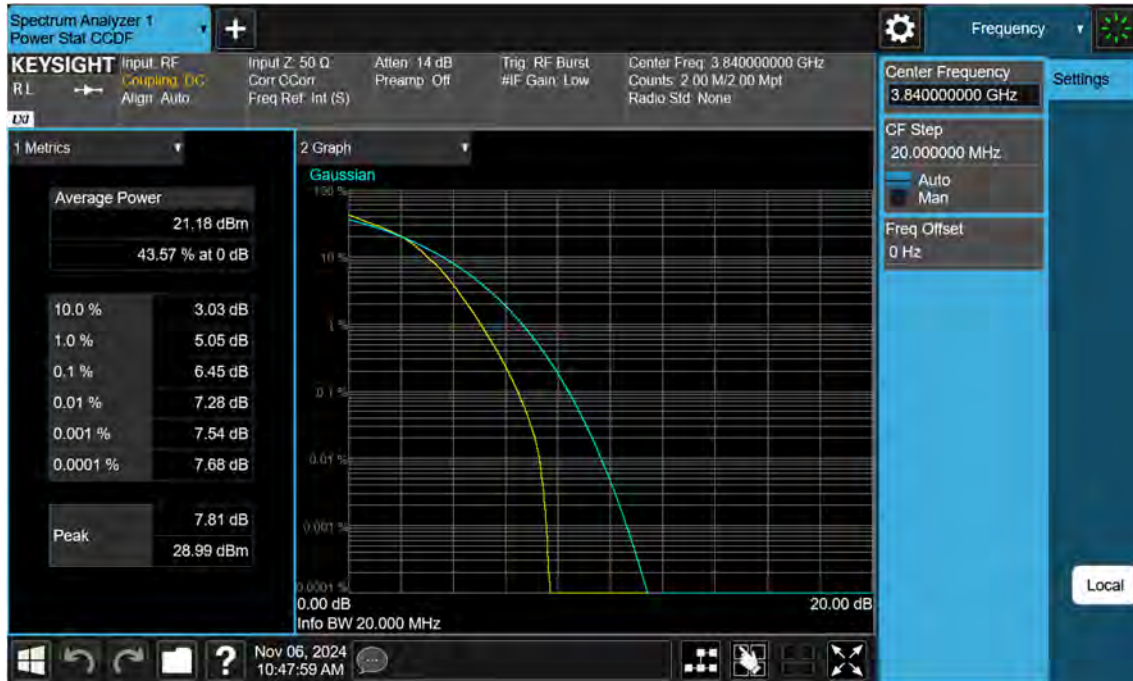 Spectrum Analyzer 1
Power Stat CCDF
Frequency
KEYSIGHT
RL
LXI
Input: RF
Coupling: DC
Align: Auto
Input Z: 50 Ω
Corr CCorr
Freq Ref: Int (S)
Atten: 14 dB
Preamp: Off
Trig: RF Burst
#IF Gain: Low
Center Freq: 3.840000000 GHz
Counts: 2.00 M/2.00 Mpt
Radio Std: None
Center Frequency
3.840000000 GHz
Settings
CF Step
20.000000 MHz
Auto
Man
Freq Offset
0 Hz
1 Metrics
Average Power
21.18 dBm
43.57 % at 0 dB
10.0 % 3.03 dB
1.0 % 5.05 dB
0.1 % 6.45 dB
0.01 % 7.28 dB
0.001 % 7.54 dB
0.0001 % 7.68 dB
Peak
7.81 dB
28.99 dBm
2 Graph
Gaussian
100 %
10 %
1 %
0.1 %
0.01 %
0.001 %
0.0001 %
0.00 dB 20.00 dB
Info BW 20.000 MHz
Local
?
Nov 06, 2024
10:47:59 AM